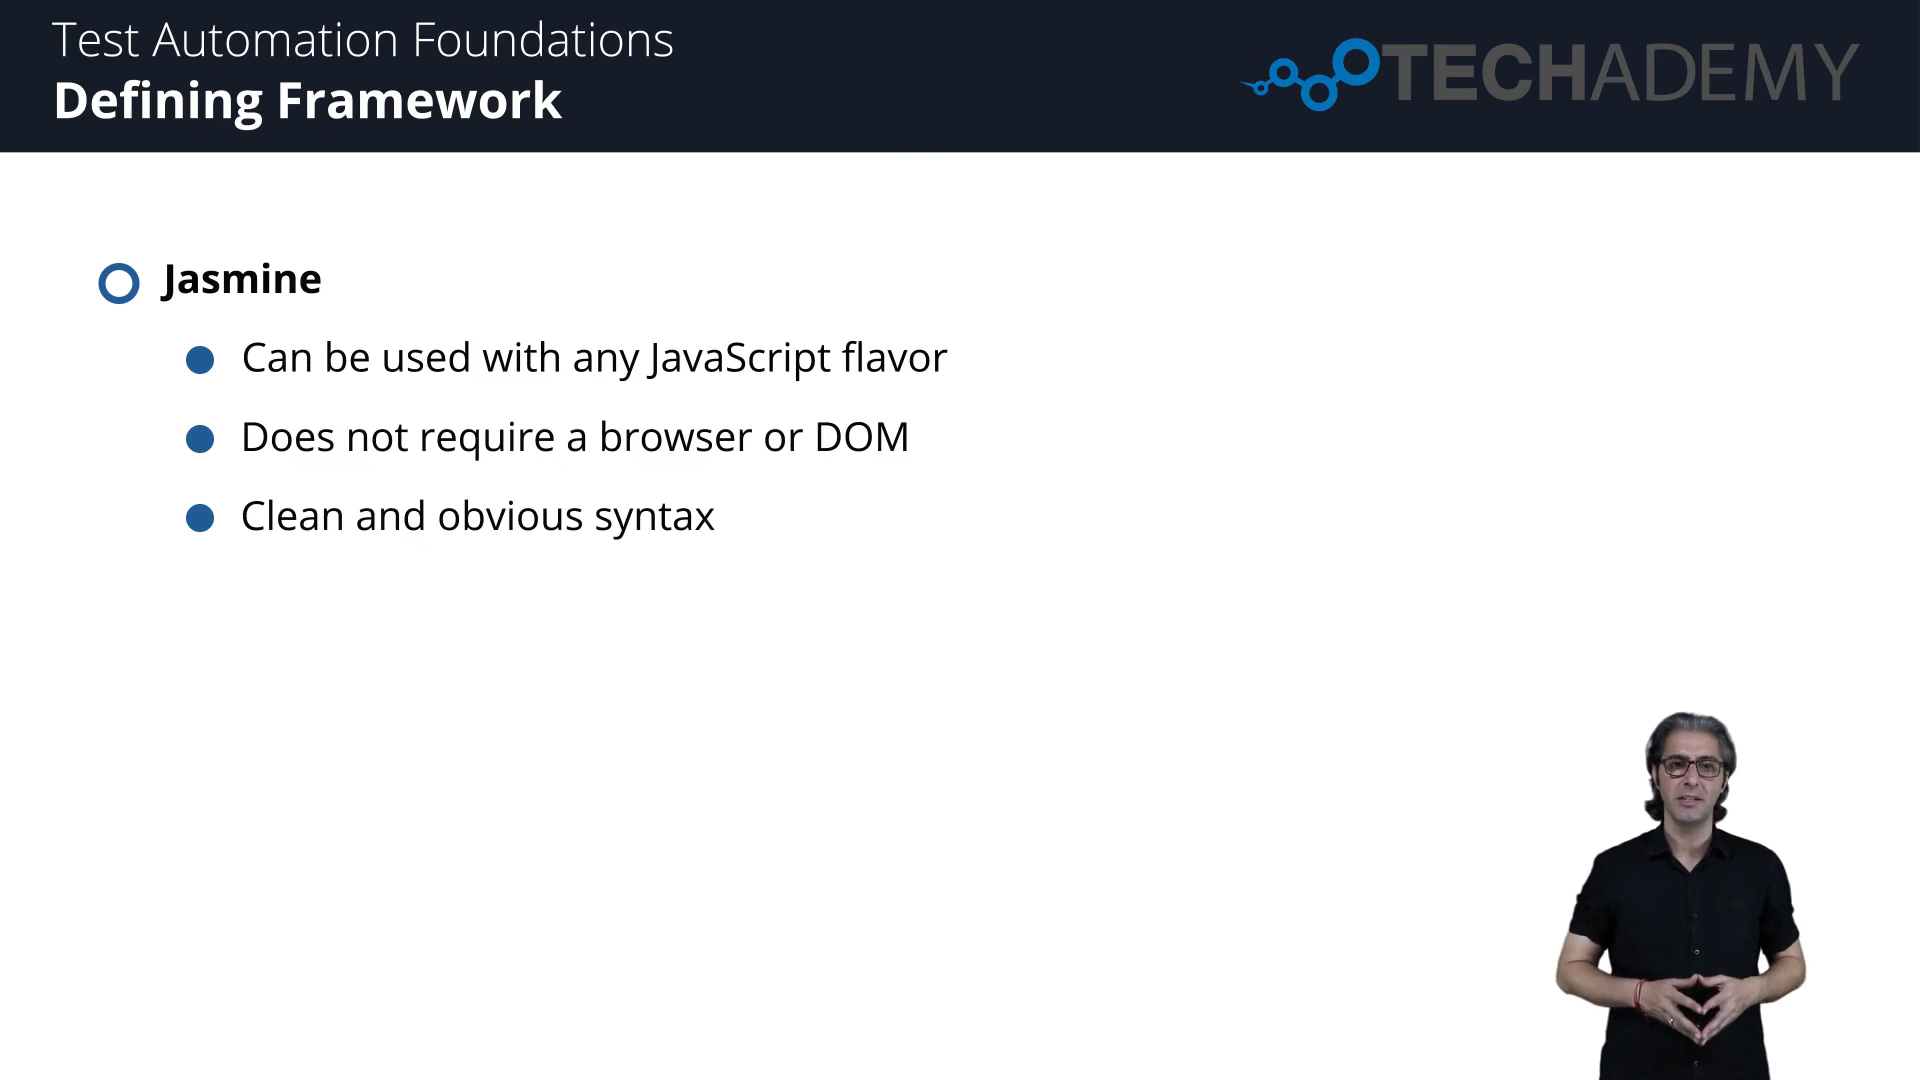 Test Automation Foundations
Defining Framework
TECHADEMY
Jasmine
Can be used with any JavaScript flavor
Does not require a browser or DOM
Clean and obvious syntax